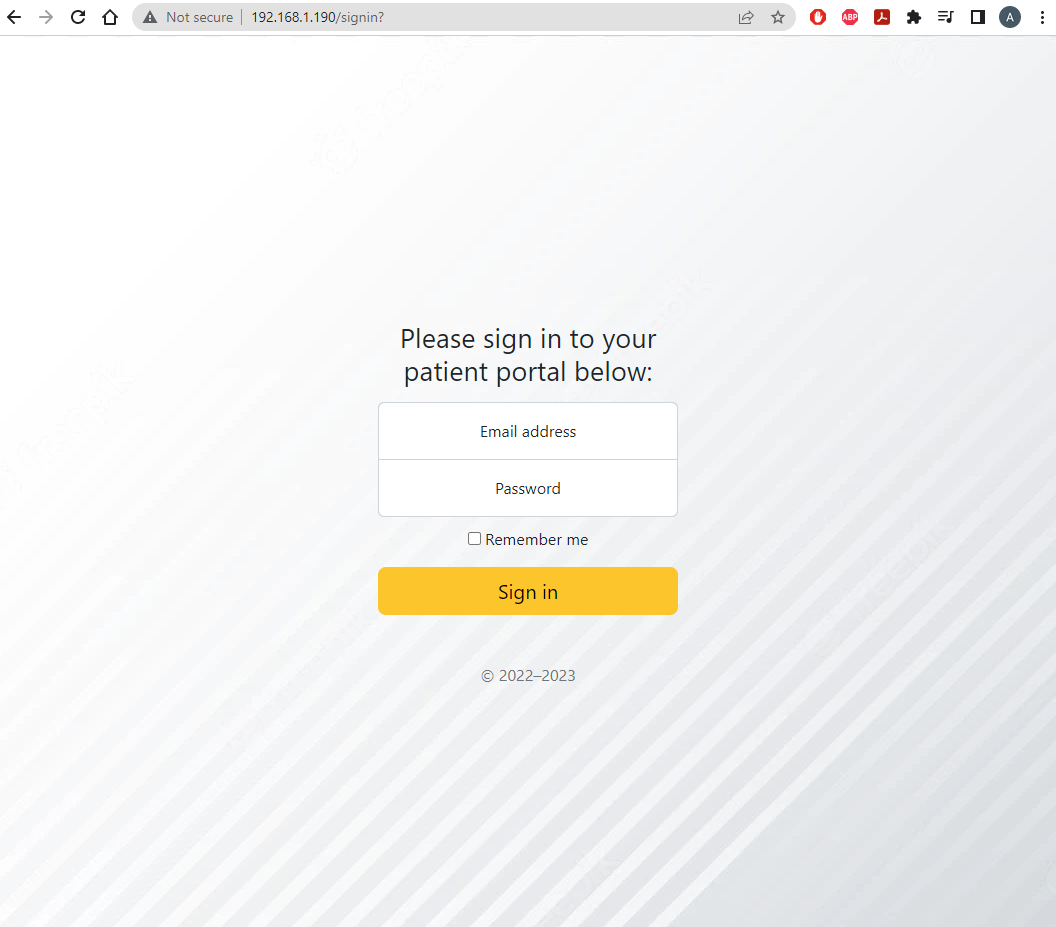 Not secure
192.168.1.190/signin?
ABP
A
Please sign in to your
patient portal below:
Email address
Password
Remember me
Sign in
© 2022–2023